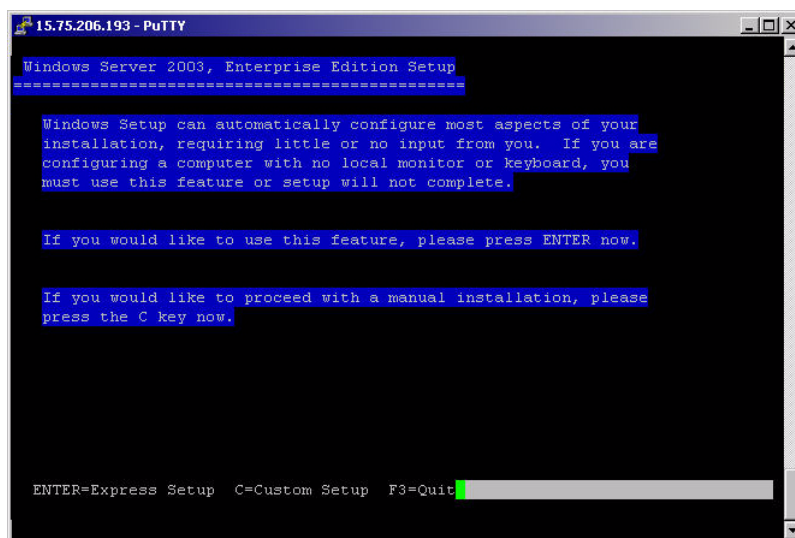 15.75.206.193 - PuTTY
Windows Server 2003, Enterprise Edition Setup
===============================================
Windows Setup can automatically configure most aspects of your
installation, requiring little or no input from you.  If you are
configuring a computer with no local monitor or keyboard, you
must use this feature or setup will not complete.
If you would like to use this feature, please press ENTER now.
If you would like to proceed with a manual installation, please
press the C key now.
ENTER=Express Setup  C=Custom Setup  F3=Quit